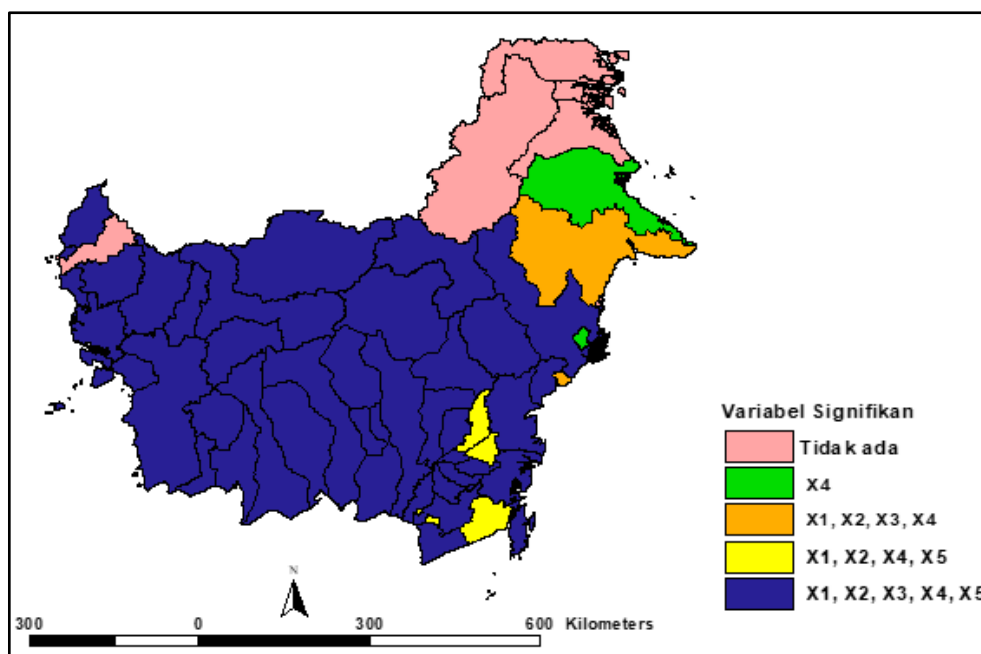 N
300 0 300 600 Kilometers
Variabel Signifikan
Tidak ada
X4
X1, X2, X3, X4
X1, X2, X4, X5
X1, X2, X3, X4, X5